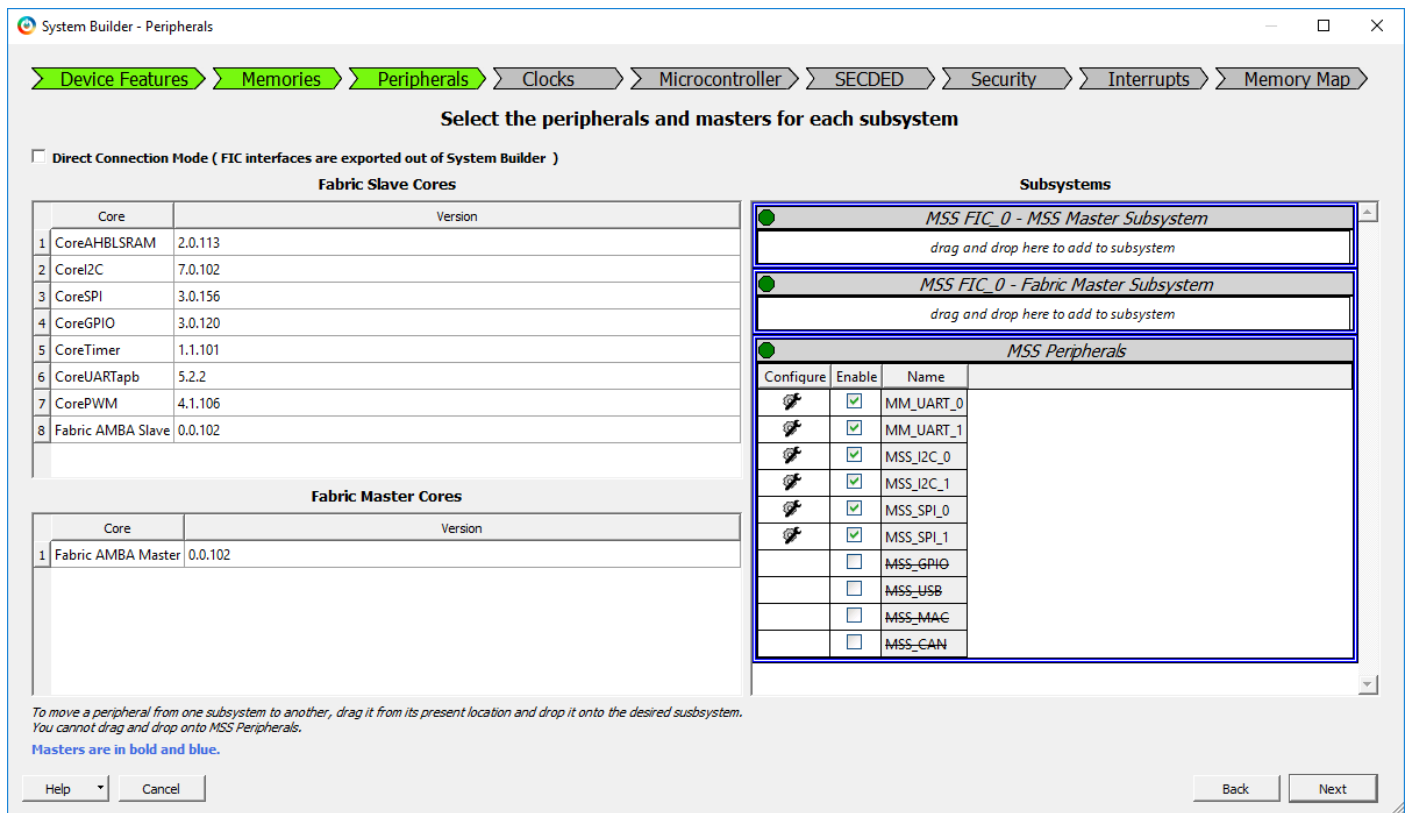 System Builder - Peripherals
Device Features Memories Peripherals Clocks Microcontroller SECDED Security Interrupts Memory Map
Select the peripherals and masters for each subsystem
Direct Connection Mode ( FIC interfaces are exported out of System Builder )
Fabric Slave Cores
Core Version
1 CoreAHBLSRAM 2.0.113
2 CoreI2C 7.0.102
3 CoreSPI 3.0.156
4 CoreGPIO 3.0.120
5 CoreTimer 1.1.101
6 CoreUARTapb 5.2.2
7 CorePWM 4.1.106
8 Fabric AMBA Slave 0.0.102
Fabric Master Cores
Core Version
1 Fabric AMBA Master 0.0.102
Subsystems
MSS FIC_0 - MSS Master Subsystem
drag and drop here to add to subsystem
MSS FIC_0 - Fabric Master Subsystem
drag and drop here to add to subsystem
MSS Peripherals
Configure Enable Name
MM_UART_0
MM_UART_1
MSS_I2C_0
MSS_I2C_1
MSS_SPI_0
MSS_SPI_1
MSS_GPIO
MSS_USB
MSS_MAC
MSS_CAN
To move a peripheral from one subsystem to another, drag it from its present location and drop it onto the desired susbsystem.
You cannot drag and drop onto MSS Peripherals.
Masters are in bold and blue.
Help Cancel Back Next